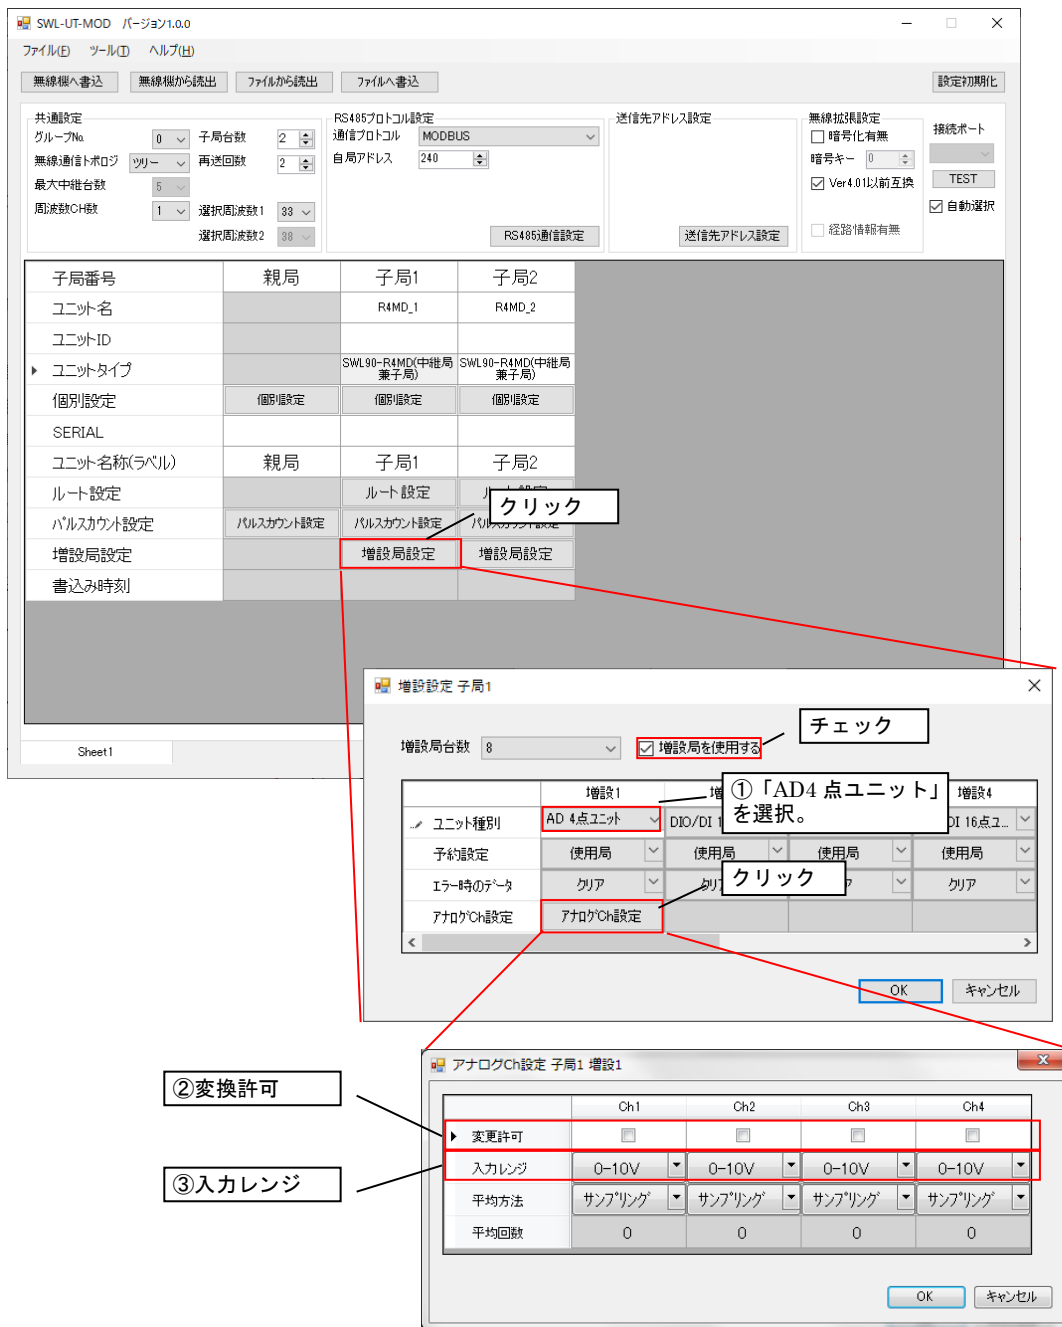 SWL-UT-MOD バージョン1.0.0
ファイル(F) ツール(T) ヘルプ(H)
無線機へ書込 無線機から読出 ファイルから読出 ファイルへ書込 設定初期化
共通設定 RS485プロトコル設定 送信先アドレス設定 無線拡張設定
グループNo. 0 子局台数 2 通信プロトコル MODBUS 暗号化有無 接続ポート
無線通信トポロジ ツリー 再送回数 2 自局アドレス 240 暗号キー 0
最大中継台数 5 Ver4.01以前互換 TEST
周波数CH数 1 選択周波数1 33 自動選択
選択周波数2 38 RS485通信設定 送信先アドレス設定 経路情報有無
子局番号 親局 子局1 子局2
ユニット名 R4MD_1 R4MD_2
ユニットID
ユニットタイプ SWL90-R4MD(中継局兼子局) SWL90-R4MD(中継局兼子局)
個別設定 個別設定 個別設定 個別設定
SERIAL
ユニット名称(ラベル) 親局 子局1 子局2
ルート設定 ルート設定
クリック
パルスカウント設定 パルスカウント設定 パルスカウント設定
増設局設定 増設局設定 増設局設定
書込み時刻
Sheet1
増設設定 子局1
チェック
増設局台数 8 増設局を使用する
①「AD4 点ユニット」
を選択。
増設1 増設4
ユニット種別 AD 4点ユニット DIO/DI 1 DI 16点ユ...
予約設定 使用局 使用局 使用局 使用局
クリック
エラー時のデータ クリア クリア
アナログCh設定 アナログCh設定
OK キャンセル
アナログCh設定 子局1 増設1
②変換許可
Ch1 Ch2 Ch3 Ch4
変更許可
③入力レンジ
入力レンジ 0-10V 0-10V 0-10V 0-10V
平均方法 サンプリング サンプリング サンプリング サンプリング
平均回数 0 0 0 0
OK キャンセル